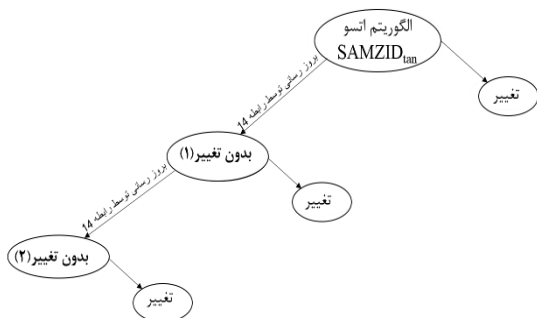 الگوریتم اتسو
SAMZIDtan
تغییر
بروز رسانی توسط رابطه 14
بدون تغییر(1)
تغییر
بروز رسانی توسط رابطه 14
بدون تغییر(۲)
تغییر